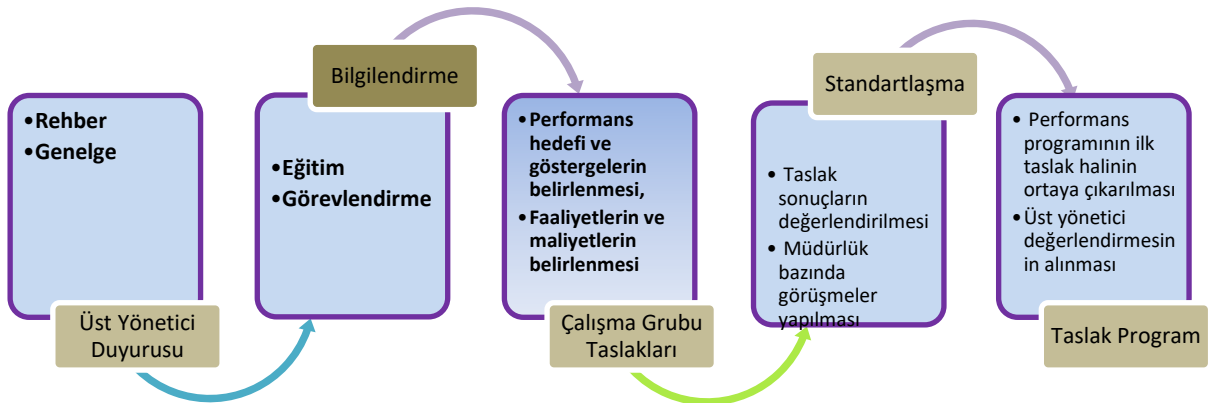 •Rehber
•Genelge
Üst Yönetici
Duyurusu
Bilgilendirme
•Eğitim
•Görevlendirme
•Performans
hedefi ve
göstergelerin
belirlenmesi,
•Faaliyetlerin ve
maliyetlerin
belirlenmesi
Çalışma Grubu
Taslakları
Standartlaşma
• Taslak
sonuçların
değerlendirilmesi
• Müdürlük
bazında
görüşmeler
yapılması
• Performans
programının ilk
taslak halinin
ortaya çıkarılması
•Üst yönetici
değerlendirmesin
in alınması
Taslak Program